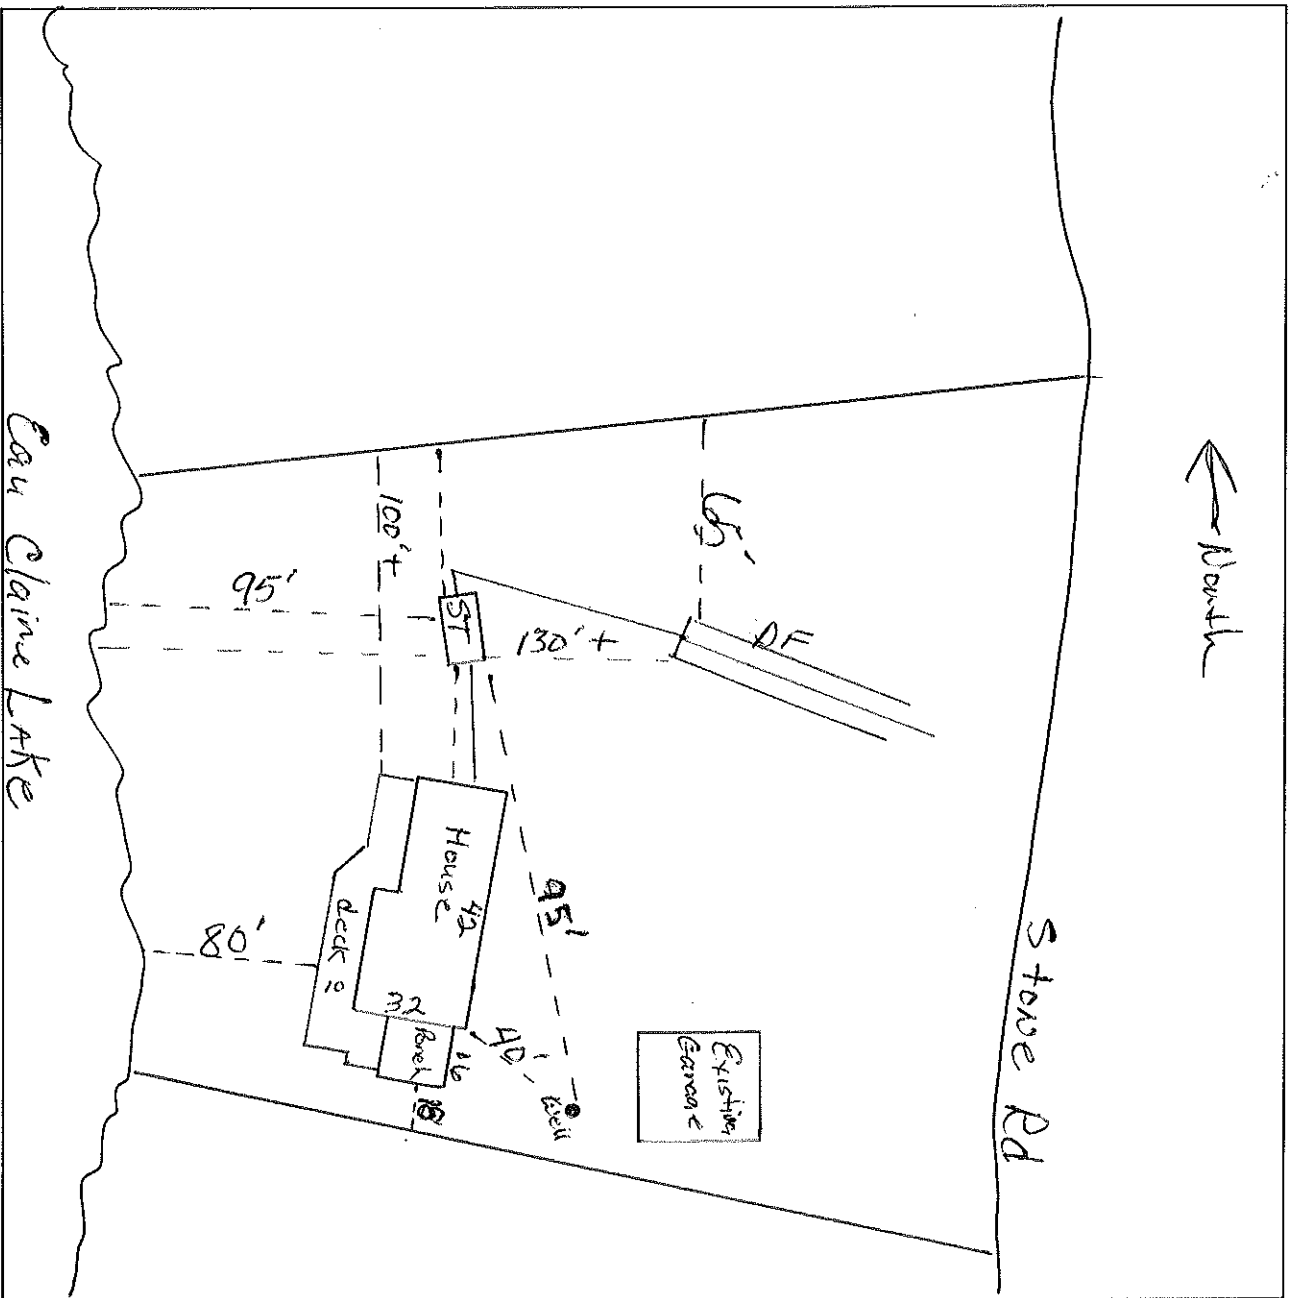 North
Stone Rd
65'
DF
130'+
ST
100'+
95'
95'
House
42
32
deck 10
Porch
16
18
40'
Well
Existing
Garage
80'
Eau Claire Lake